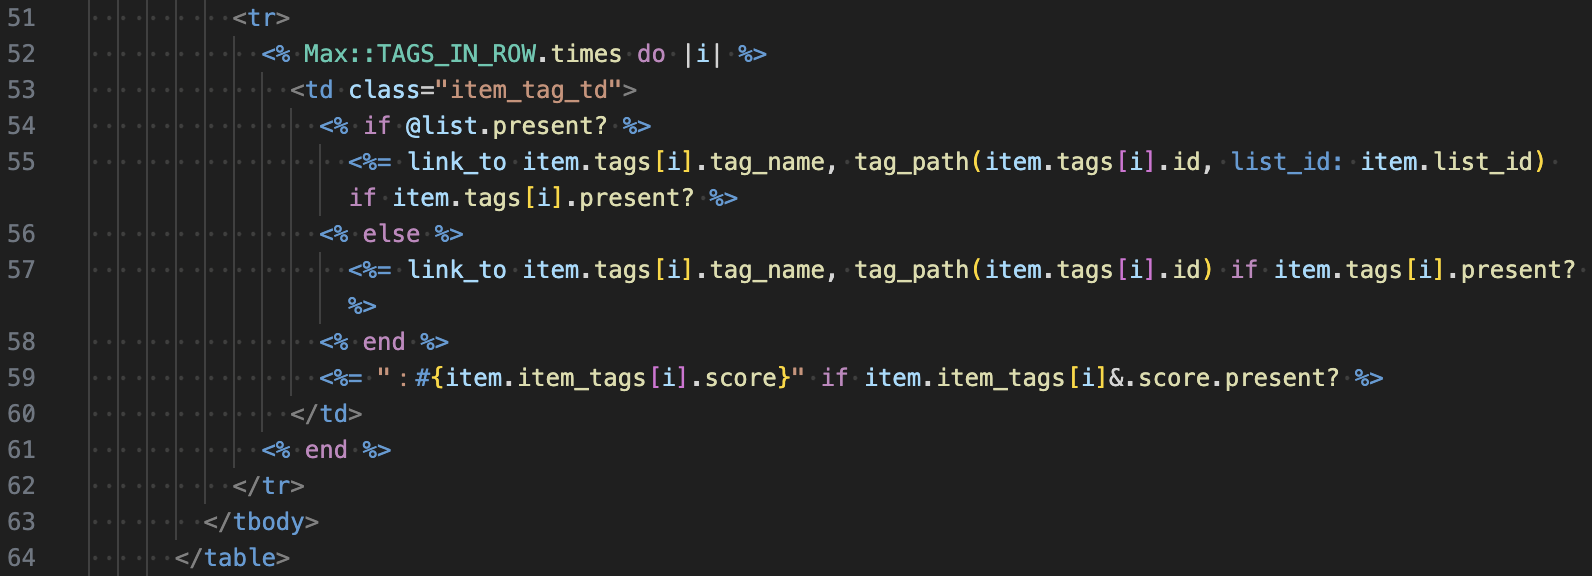 51 <tr>
52 <% Max::TAGS_IN_ROW.times do |i| %>
53 <td class="item_tag_td">
54 <% if @list.present? %>
55 <%= link_to item.tags[i].tag_name, tag_path(item.tags[i].id, list_id: item.list_id)
if item.tags[i].present? %>
56 <% else %>
57 <%= link_to item.tags[i].tag_name, tag_path(item.tags[i].id) if item.tags[i].present?
%>
58 <% end %>
59 <%= "：#{item.item_tags[i].score}" if item.item_tags[i]&.score.present? %>
60 </td>
61 <% end %>
62 </tr>
63 </tbody>
64 </table>